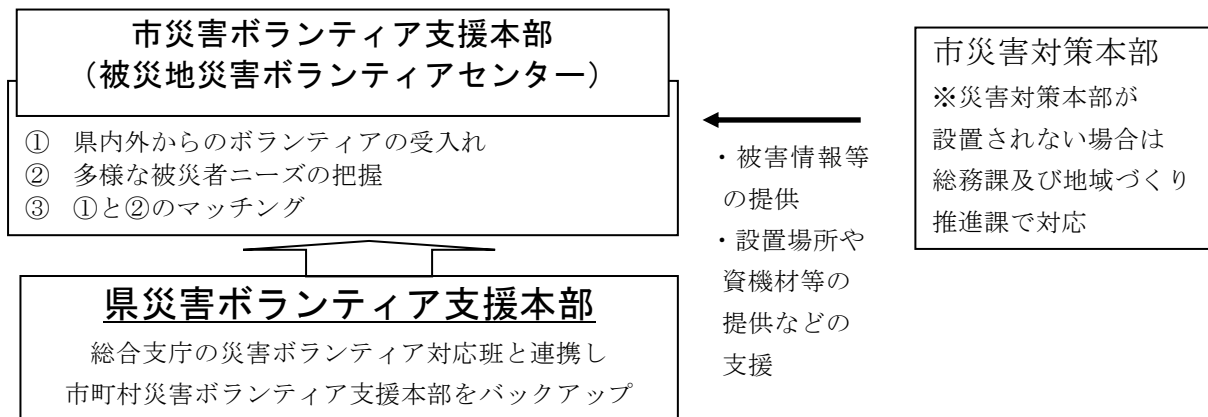 市災害ボランティア支援本部
（被災地災害ボランティアセンター）
① 県内外からのボランティアの受入れ
② 多様な被災者ニーズの把握
③ ①と②のマッチング
県災害ボランティア支援本部
総合支庁の災害ボランティア対応班と連携し
市町村災害ボランティア支援本部をバックアップ
・被害情報等
の提供
・設置場所や
資機材等の
提供などの
支援
市災害対策本部
※災害対策本部が
設置されない場合は
総務課及び地域づくり
推進課で対応